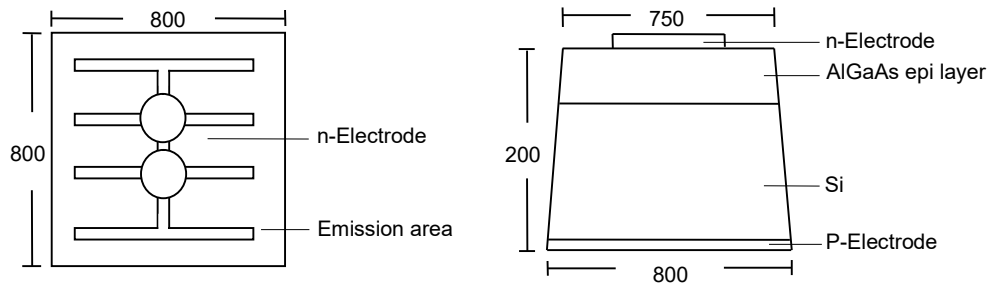 800
800
n-Electrode
Emission area
750
n-Electrode
AlGaAs epi layer
200
Si
P-Electrode
800